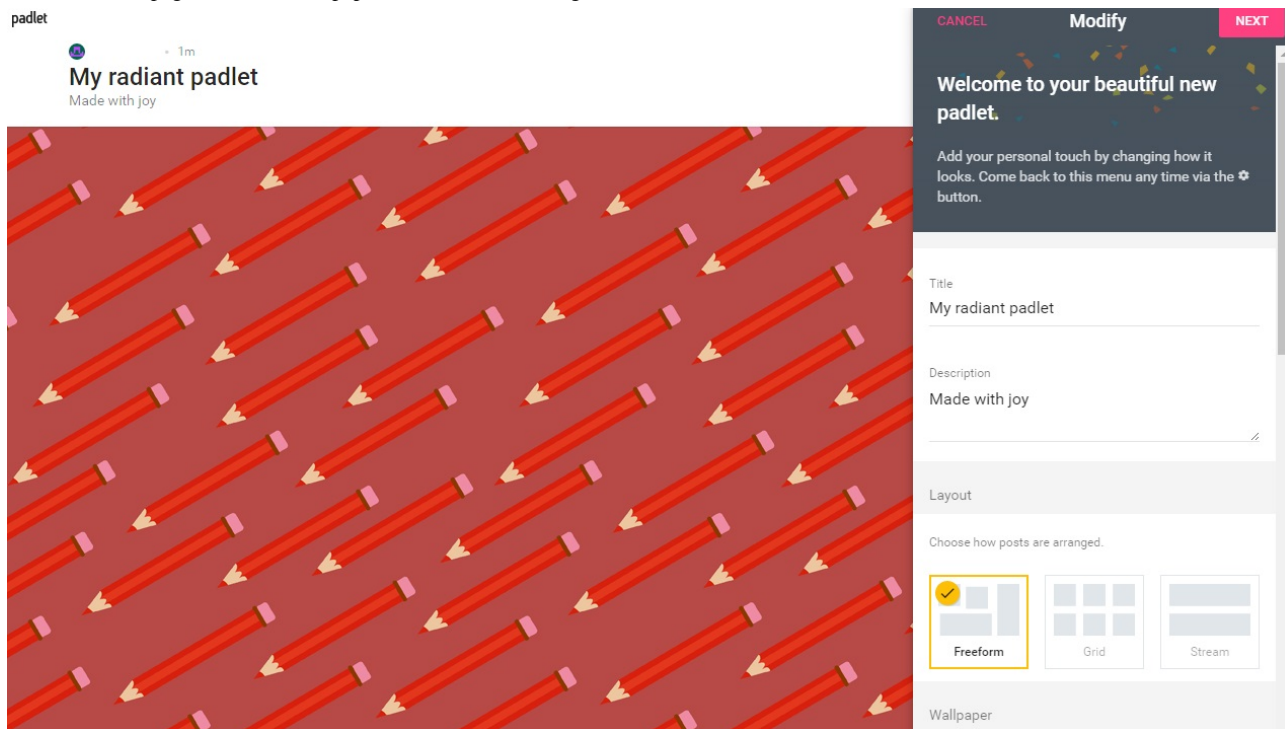 padlet
1m
My radiant padlet
Made with joy
CANCEL
Modify
NEXT
Welcome to your beautiful new
padlet.
Add your personal touch by changing how it
looks. Come back to this menu any time via the
button.
Title
My radiant padlet
Description
Made with joy
Layout
Choose how posts are arranged.
Freeform
Grid
Stream
Wallpaper